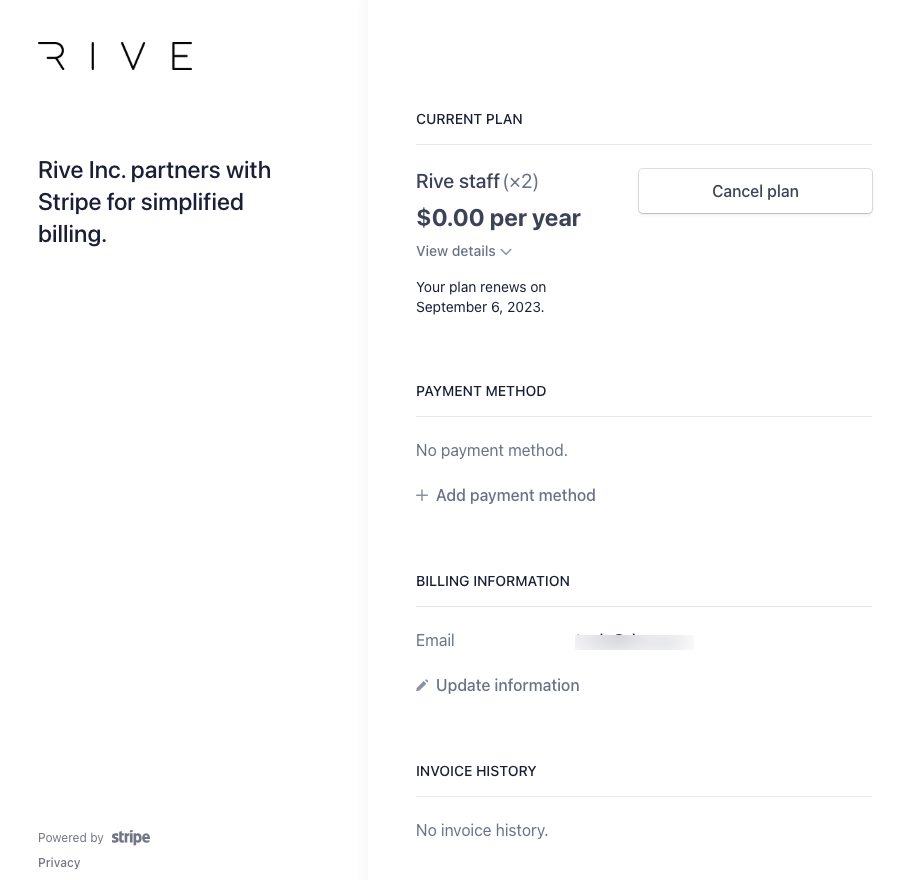 RIVE
Rive Inc. partners with
Stripe for simplified
billing.
Powered by stripe
Privacy
CURRENT PLAN
Rive staff (×2)
$0.00 per year
View details
Your plan renews on
September 6, 2023.
Cancel plan
PAYMENT METHOD
No payment method.
+ Add payment method
BILLING INFORMATION
Email
Update information
INVOICE HISTORY
No invoice history.